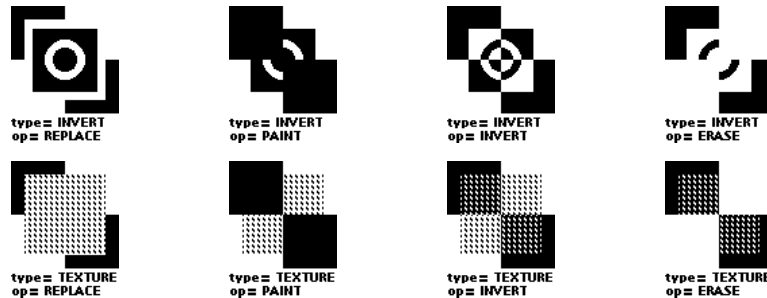 type= INVERT
op= REPLACE
type= INVERT
op= PAINT
type= INVERT
op= INVERT
type= INVERT
op= ERASE
type= TEXTURE
op= REPLACE
type= TEXTURE
op= PAINT
type= TEXTURE
op= INVERT
type= TEXTURE
op= ERASE